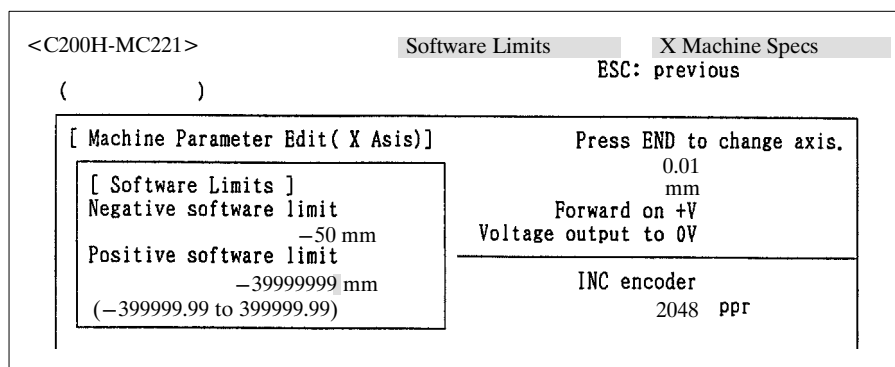 <C200H-MC221> Software Limits X Machine Specs
ESC: previous
( )
[ Machine Parameter Edit( X Asis)] Press END to change axis.
0.01
[ Software Limits ] mm
Negative software limit Forward on +V
−50 mm Voltage output to 0V
Positive software limit
−39999999 mm INC encoder
(−399999.99 to 399999.99) 2048 ppr